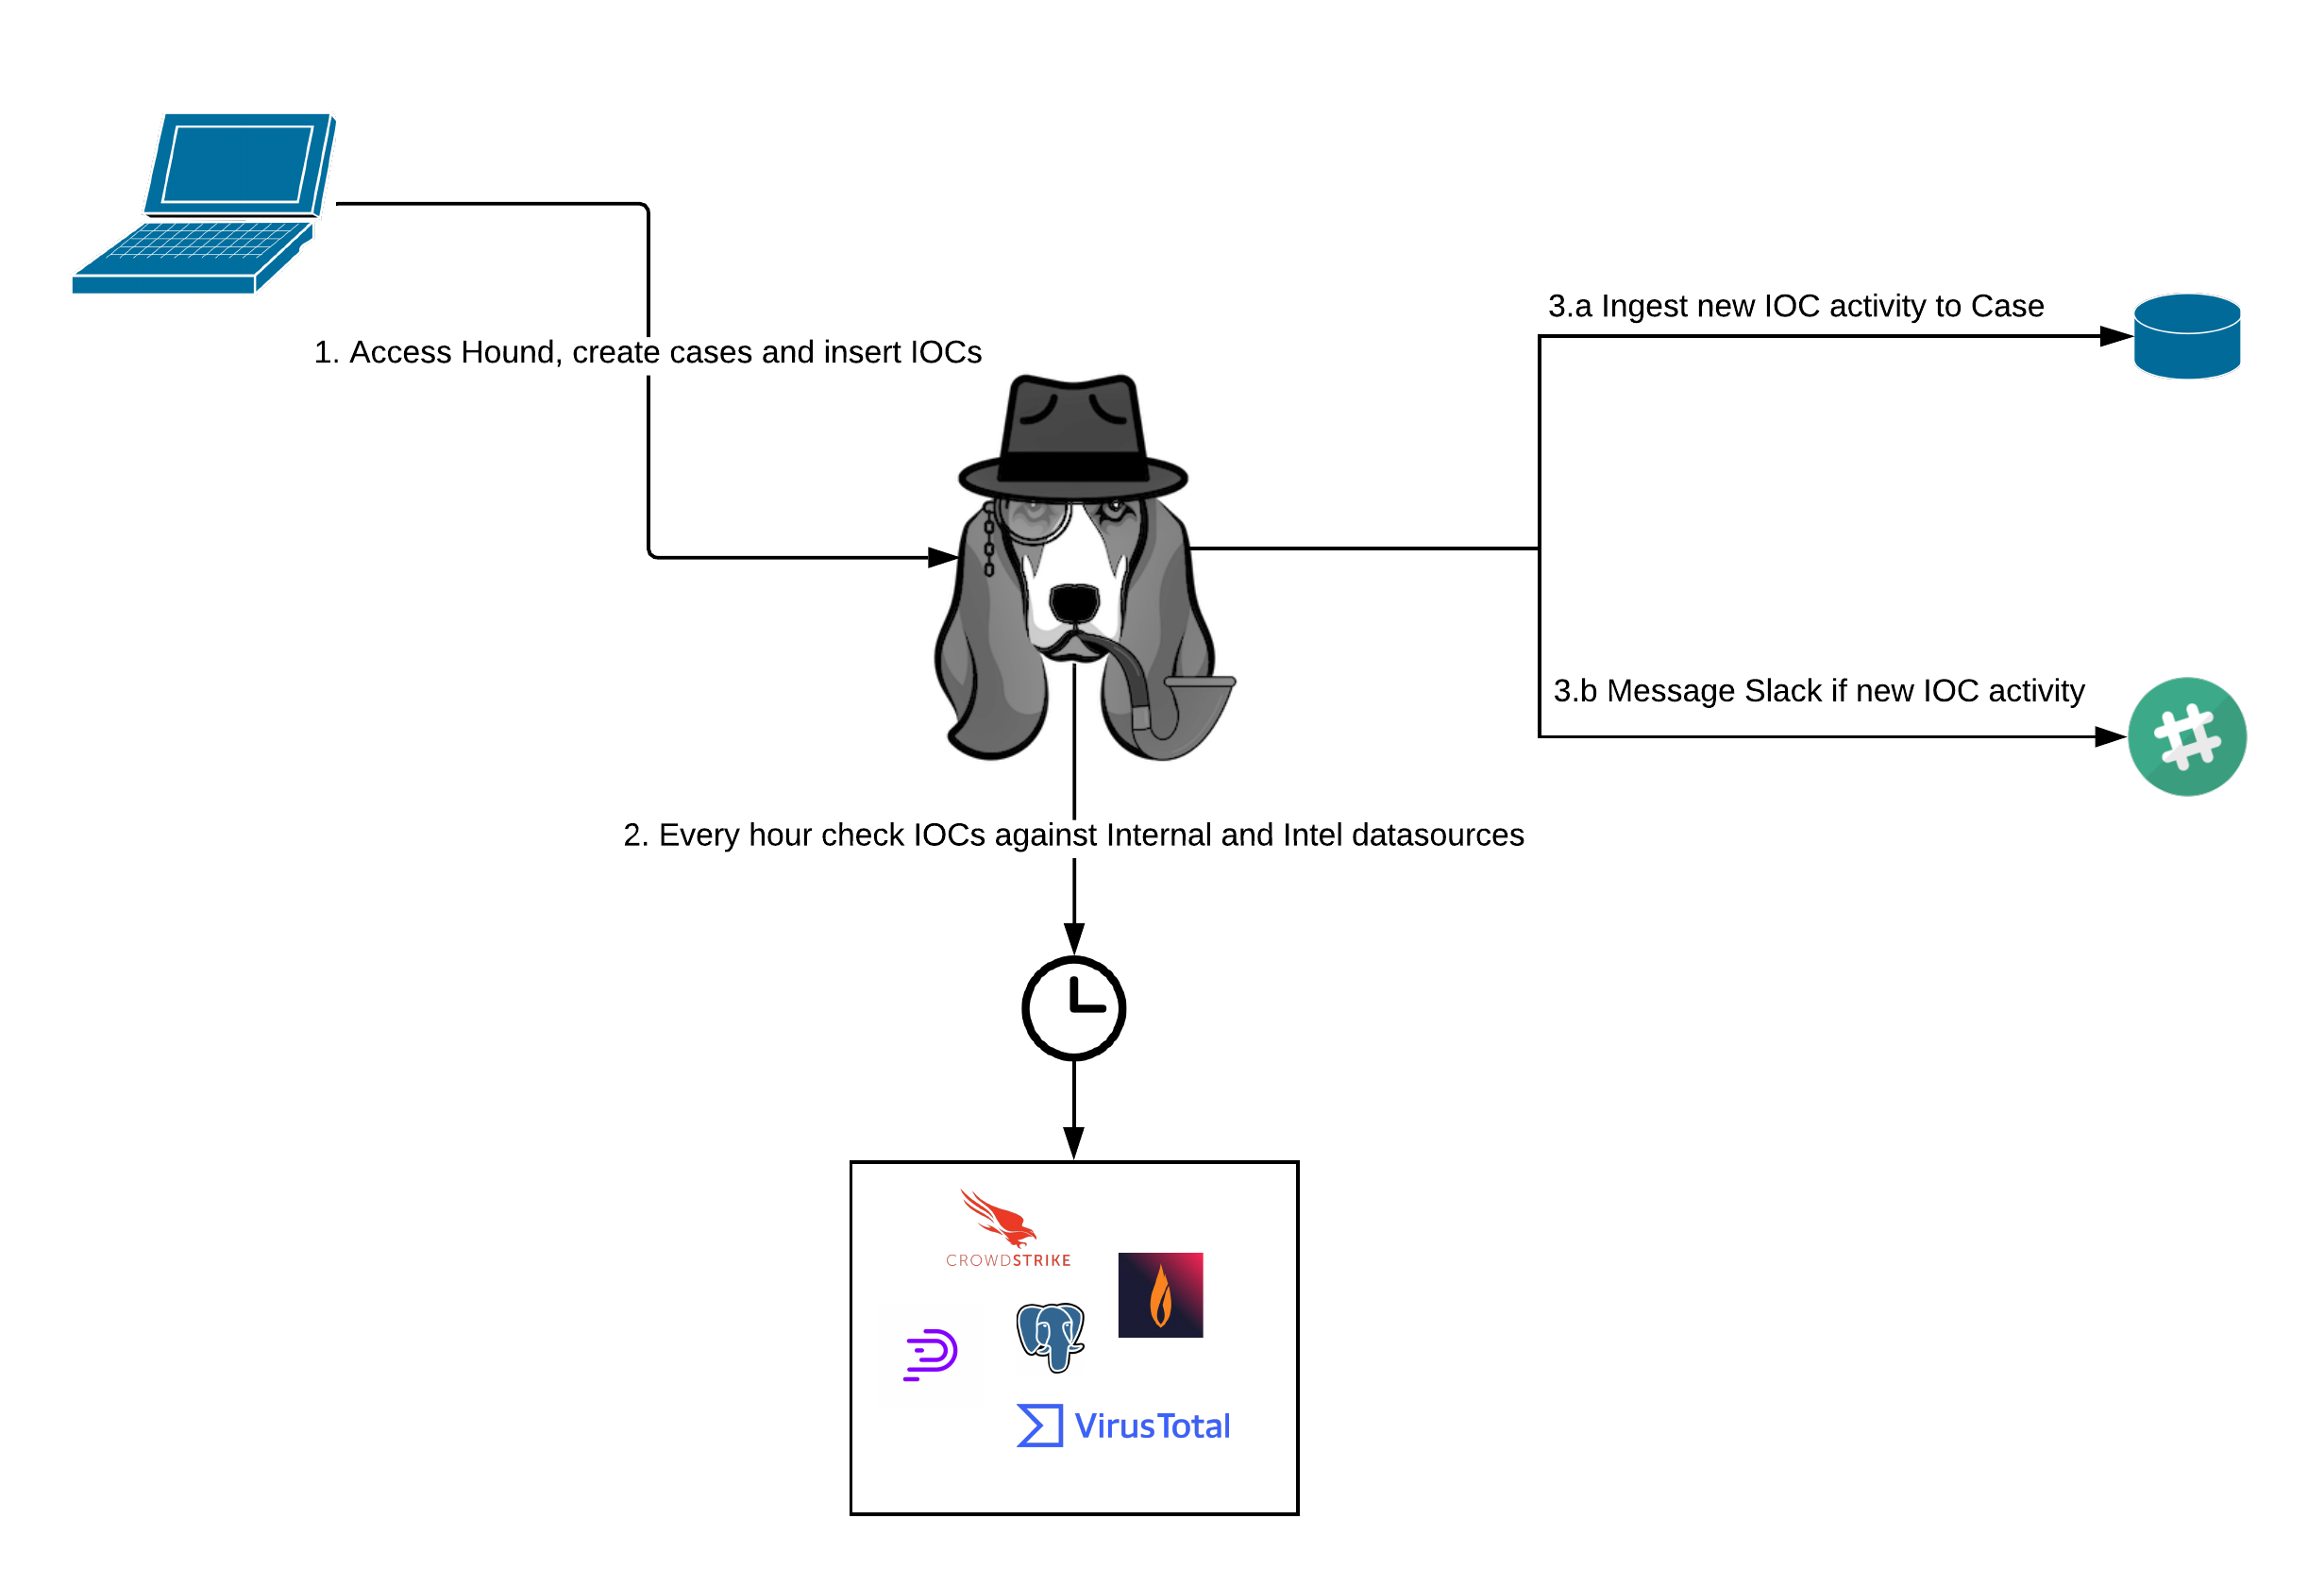 1. Access Hound, create cases and insert IOCs
3.a Ingest new IOC activity to Case
3.b Message Slack if new IOC activity
2. Every hour check IOCs against Internal and Intel datasources
CROWDSTRIKE
VirusTotal